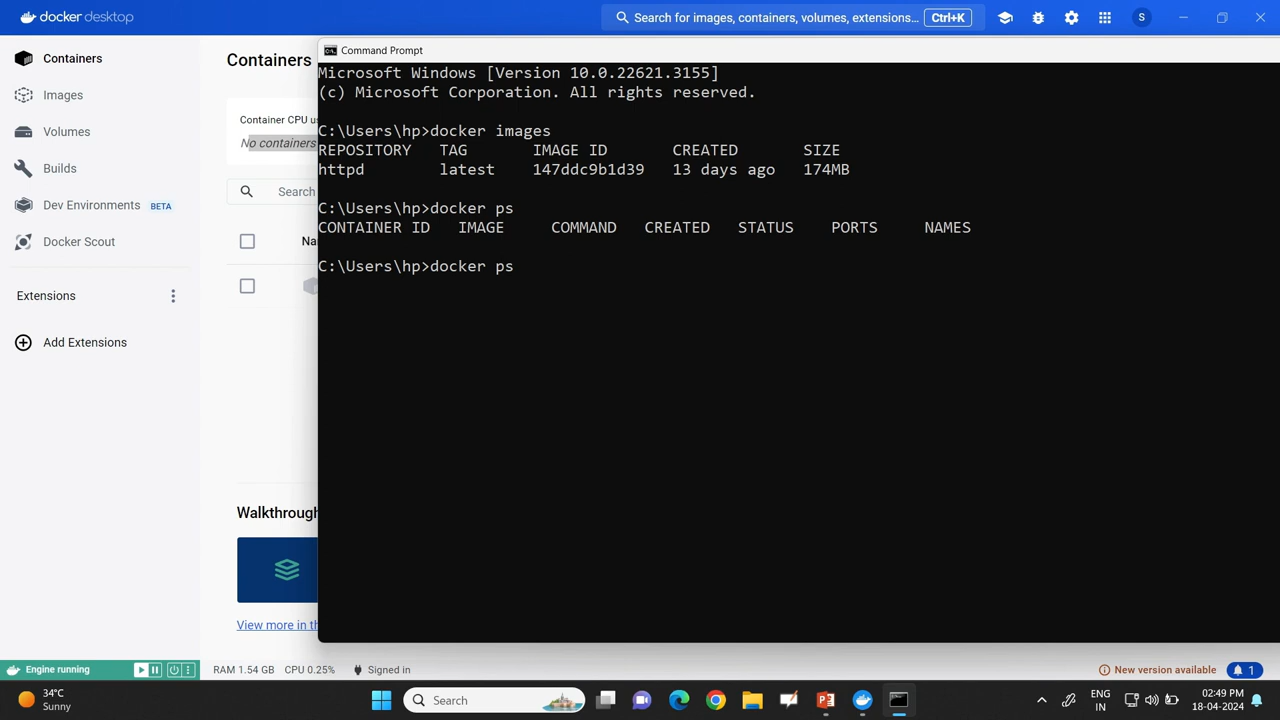 docker desktop
Search for images, containers, volumes, extensions... Ctrl+K
S
Containers
Images
Volumes
Builds
Dev Environments BETA
Docker Scout
Extensions
Add Extensions
Containers
Container CPU us
No containers
Search
Na
Walkthrough
View more in th
Command Prompt
Microsoft Windows [Version 10.0.22621.3155]
(c) Microsoft Corporation. All rights reserved.
C:\Users\hp>docker images
REPOSITORY TAG IMAGE ID CREATED SIZE
httpd latest 147ddc9b1d39 13 days ago 174MB
C:\Users\hp>docker ps
CONTAINER ID IMAGE COMMAND CREATED STATUS PORTS NAMES
C:\Users\hp>docker ps
Engine running
RAM 1.54 GB CPU 0.25% Signed in
New version available 1
34°C
Sunny
Search
ENG
IN
02:49 PM
18-04-2024